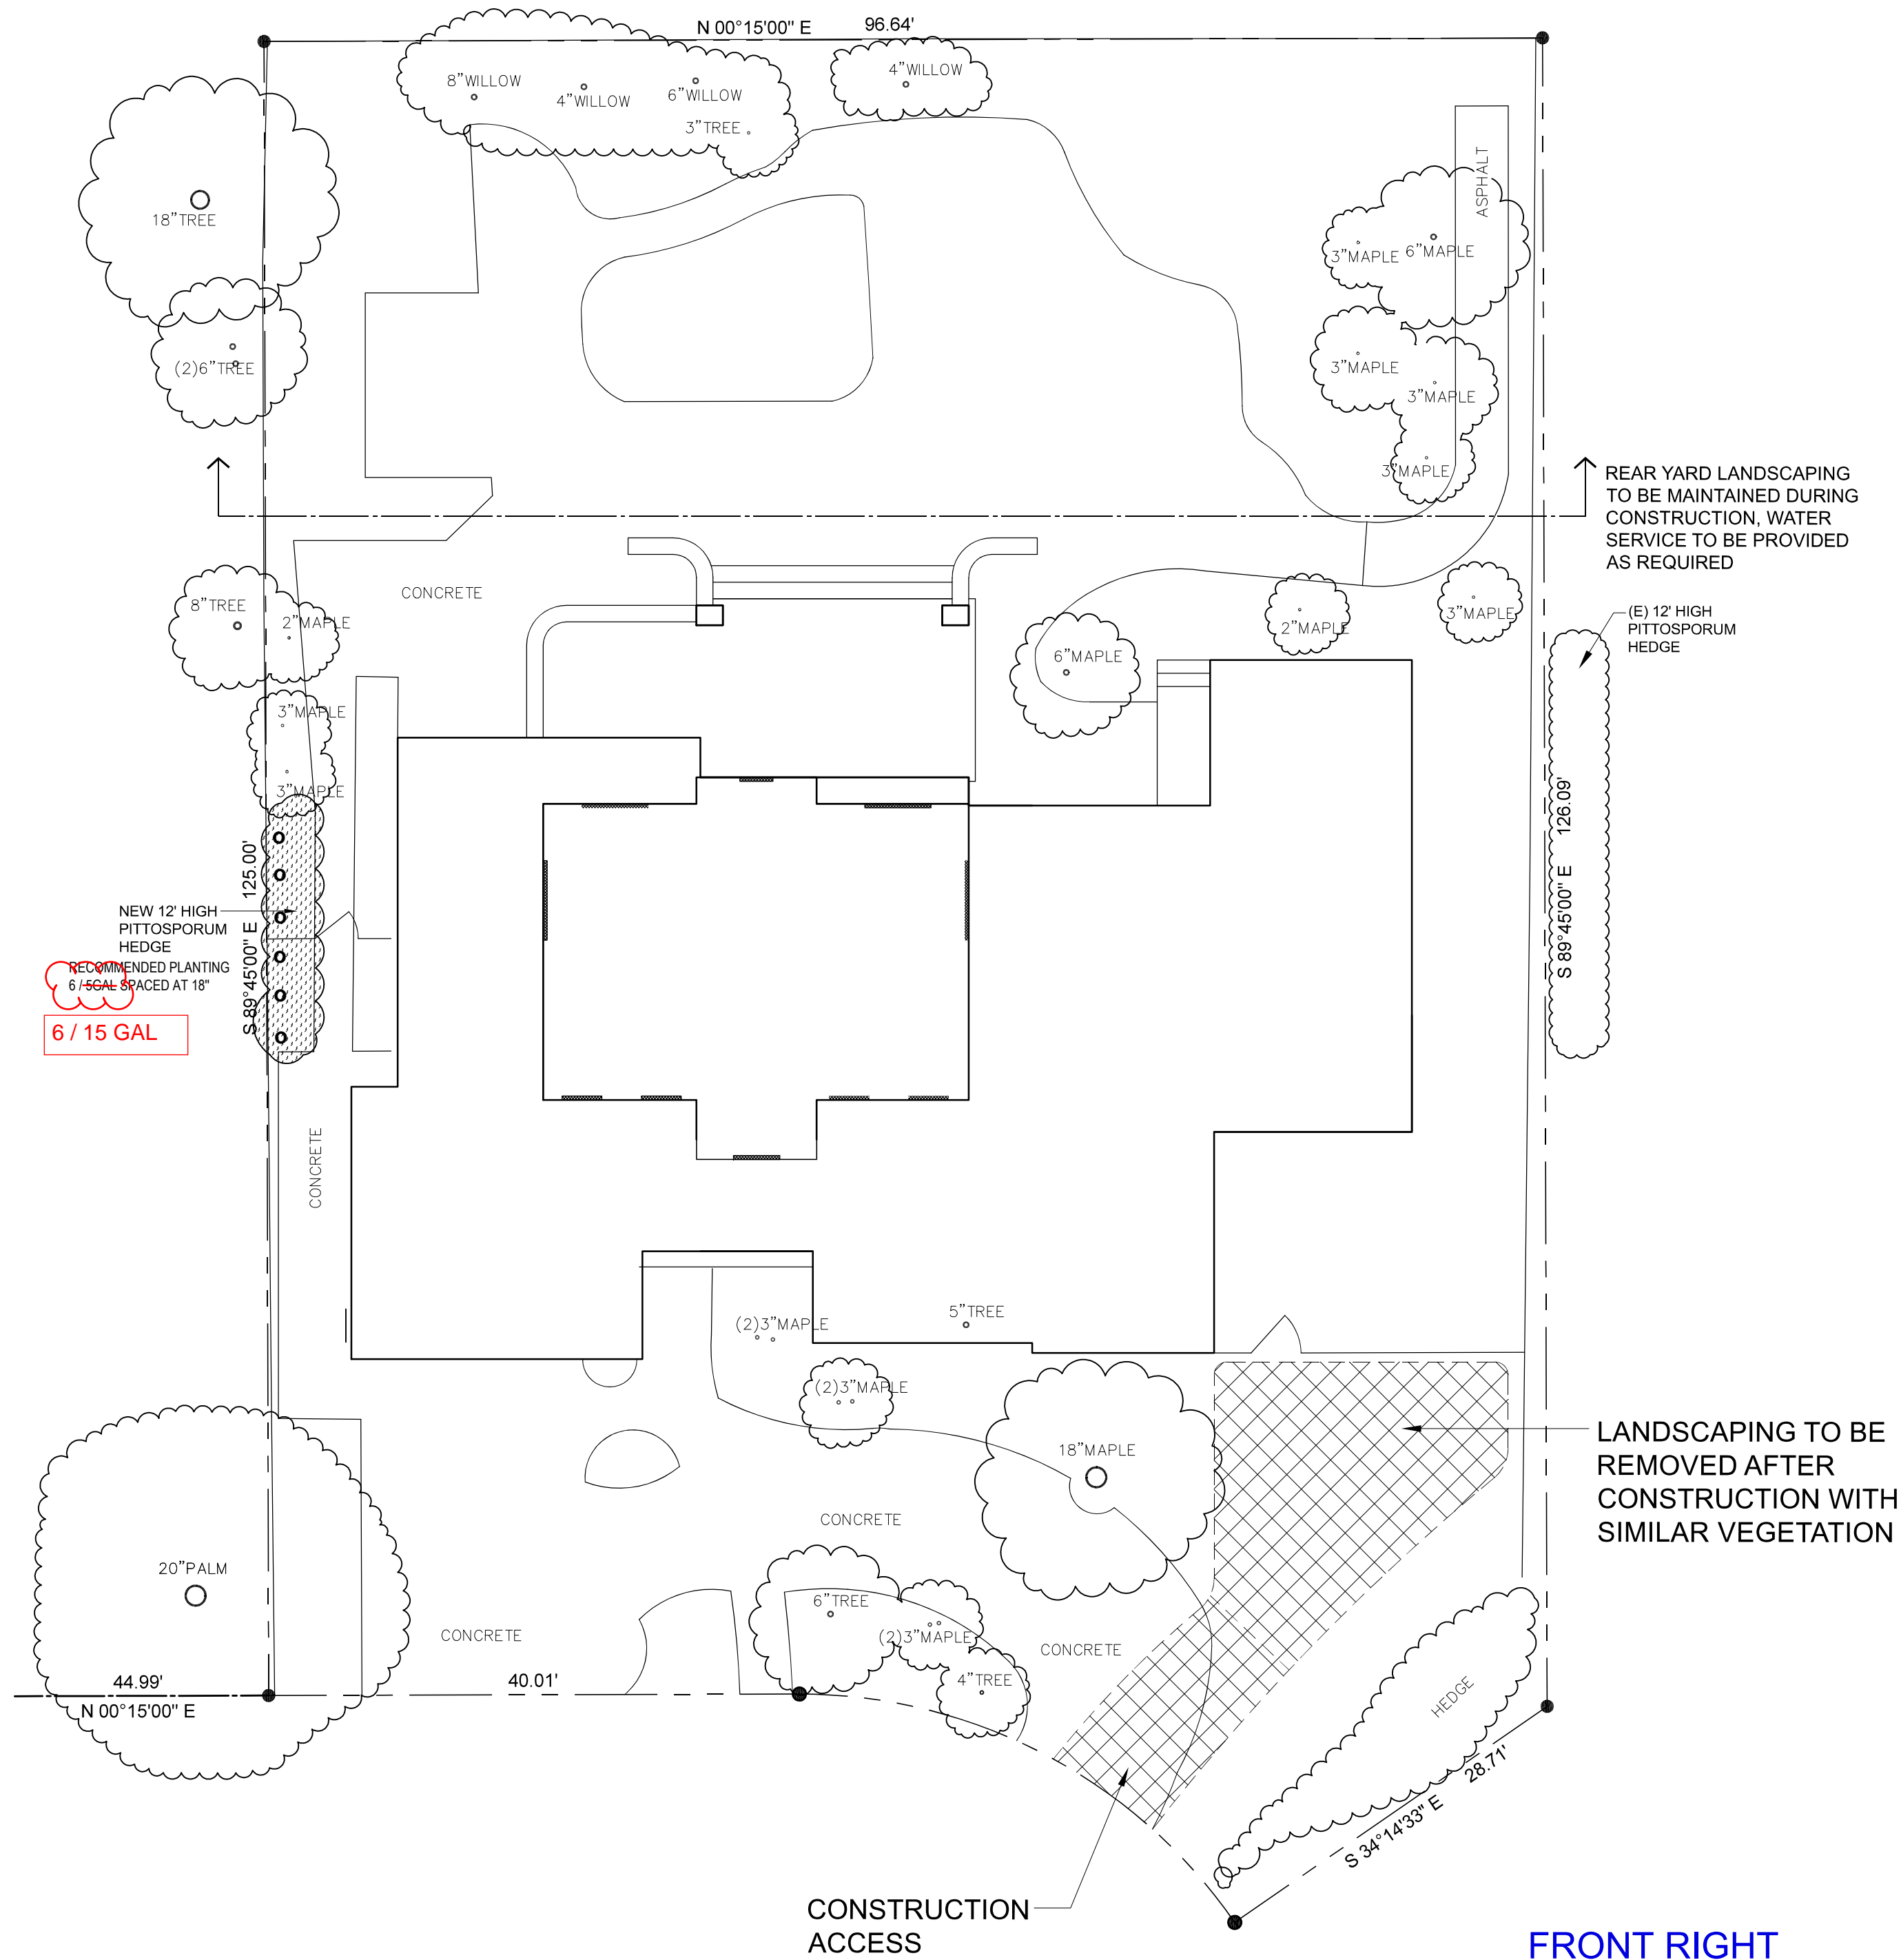 N 00°15'00" E 96.64'
8"WILLOW
4"WILLOW
6"WILLOW
3"TREE
4"WILLOW
18"TREE
(2)6"TREE
ASPHALT
3"MAPLE
6"MAPLE
3"MAPLE
3"MAPLE
3"MAPLE
REAR YARD LANDSCAPING
TO BE MAINTAINED DURING
CONSTRUCTION, WATER
SERVICE TO BE PROVIDED
AS REQUIRED
CONCRETE
8"TREE
2"MAPLE
6"MAPLE
2"MAPLE
3"MAPLE
(E) 12' HIGH
PITTOSPORUM
HEDGE
3"MAPLE
3"MAPLE
S 89°45'00" E 125.00'
S 89°45'00" E 126.09'
NEW 12' HIGH
PITTOSPORUM
HEDGE
RECOMMENDED PLANTING
6 / 5GAL SPACED AT 18"
6 / 15 GAL
CONCRETE
(2)3"MAPLE
5"TREE
(2)3"MAPLE
18"MAPLE
LANDSCAPING TO BE
REMOVED AFTER
CONSTRUCTION WITH
SIMILAR VEGETATION
CONCRETE
20"PALM
6"TREE
(2)3"MAPLE
CONCRETE
CONCRETE
4"TREE
44.99'
N 00°15'00" E
40.01'
HEDGE
S 34°14'33" E 28.71'
CONSTRUCTION
ACCESS
FRONT RIGHT